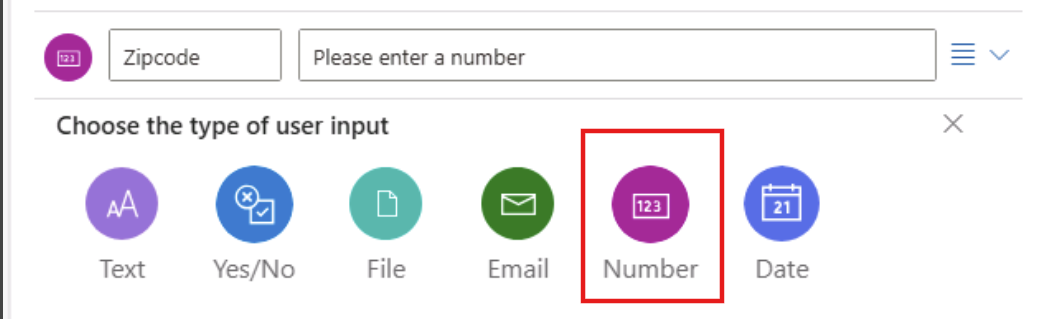 123 Zipcode Please enter a number
Choose the type of user input
AA 123 21
Text Yes/No File Email Number Date